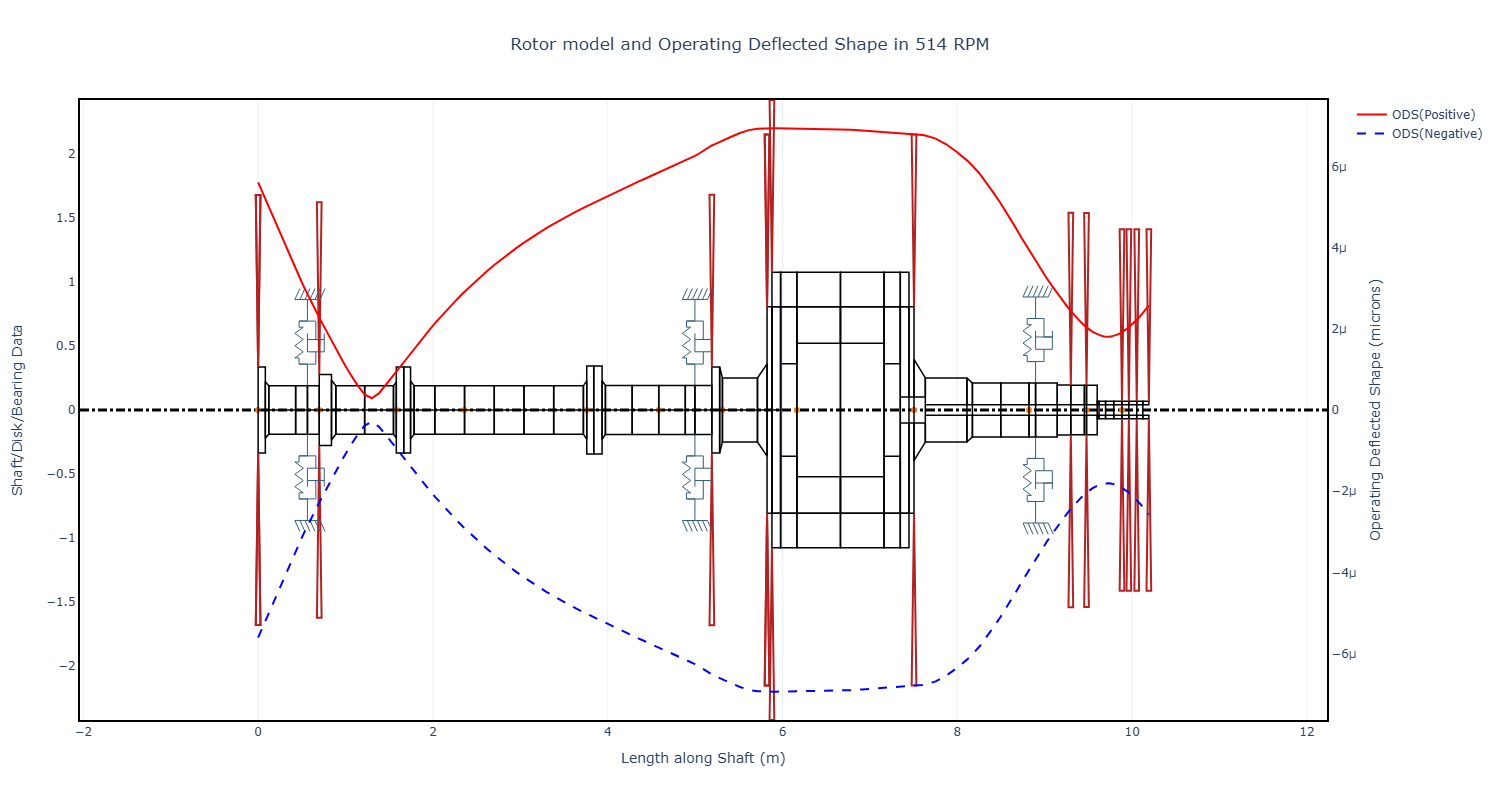 Rotor model and Operating Deflected Shape in 514 RPM
ODS(Positive)
ODS(Negative)
Shaft/Disk/Bearing Data
2
1.5
1
0.5
0
−0.5
−1
−1.5
−2
6μ
4μ
2μ
0
−2μ
−4μ
−6μ
Operating Deflected Shape (microns)
−2
0
2
4
6
8
10
12
Length along Shaft (m)